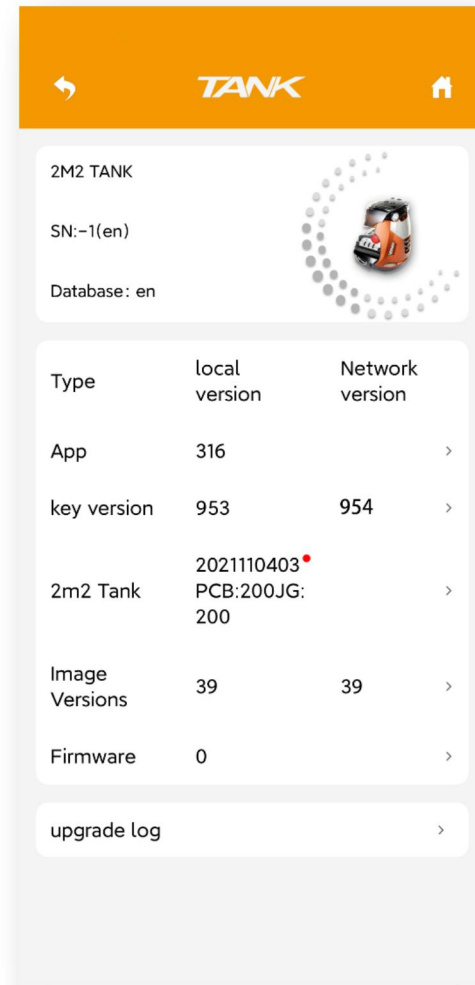 TANK
2M2 TANK
SN:-1(en)
Database: en
Type
local
version
Network
version
App
316
key version
953
954
2m2 Tank
2021110403
PCB:200JG:
200
Image
Versions
39
39
Firmware
0
upgrade log